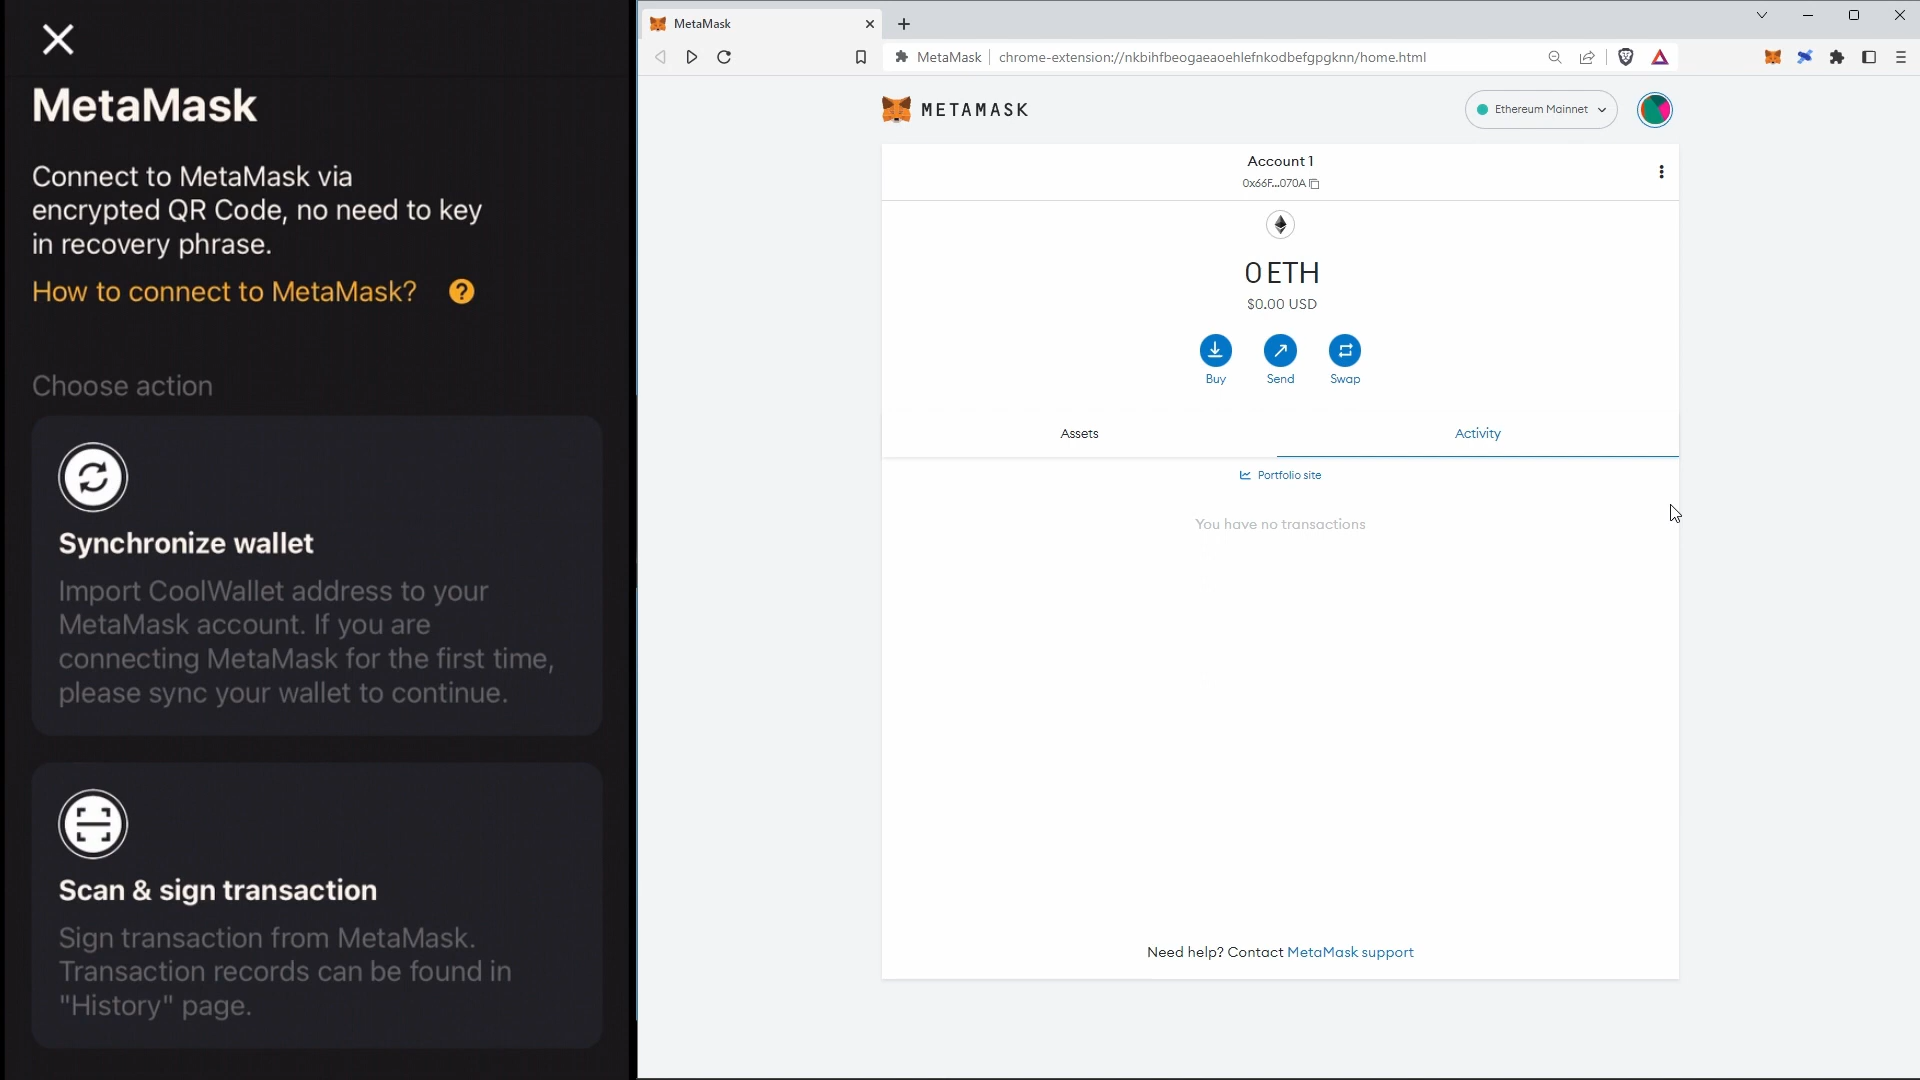 MetaMask
Connect to MetaMask via
encrypted QR Code, no need to key
in recovery phrase.
How to connect to MetaMask? ?
Choose action
Synchronize wallet
Import CoolWallet address to your
MetaMask account. If you are
connecting MetaMask for the first time,
please sync your wallet to continue.
Scan & sign transaction
Sign transaction from MetaMask.
Transaction records can be found in
"History" page.
MetaMask
MetaMask | chrome-extension://nkbihfbeogaeaoehlefnkodbefgpgknn/home.html
METAMASK
Ethereum Mainnet
Account 1
0x66F...070A
0 ETH
$0.00 USD
Buy Send Swap
Assets Activity
Portfolio site
You have no transactions
Need help? Contact MetaMask support